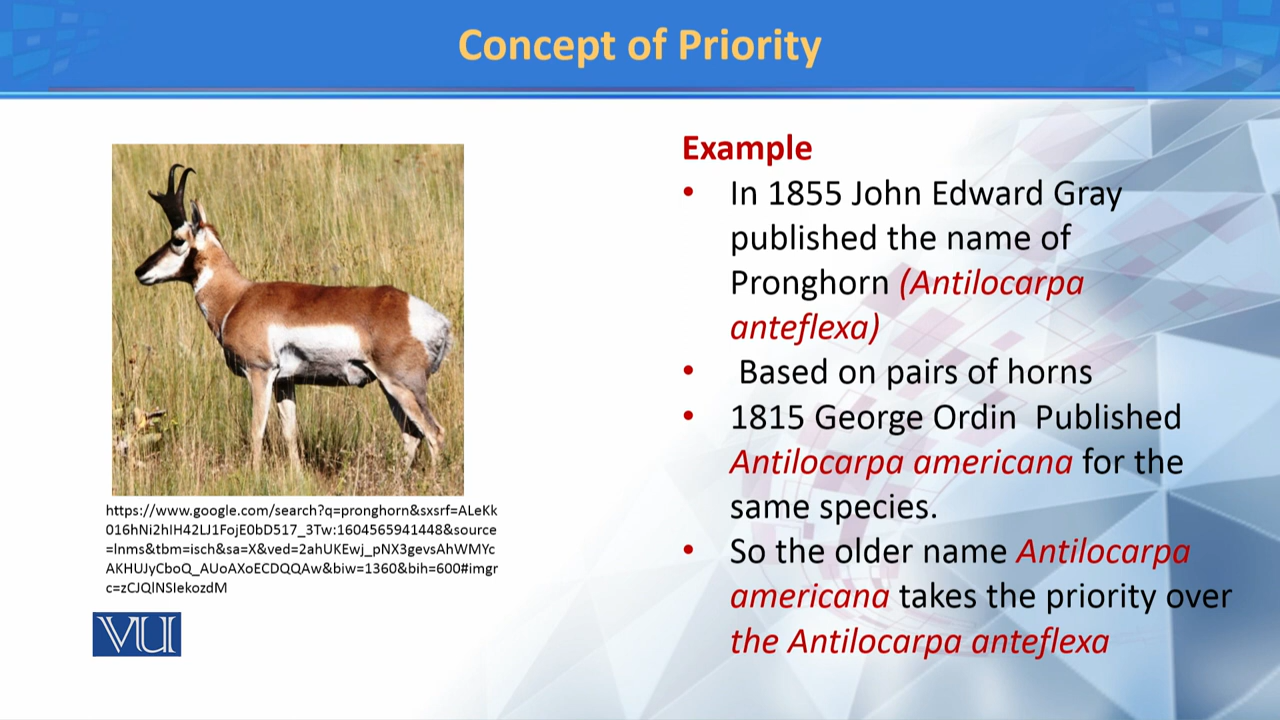 Concept of Priority
Example
• In 1855 John Edward Gray
published the name of
Pronghorn (Antilocarpa
anteflexa)
• Based on pairs of horns
• 1815 George Ordin Published
Antilocarpa americana for the
same species.
• So the older name Antilocarpa
americana takes the priority over
the Antilocarpa anteflexa
https://www.google.com/search?q=pronghorn&sxsrf=ALeKk
016hNi2hIH42LJ1FojE0bD517_3Tw:1604565941448&source
=lnms&tbm=isch&sa=X&ved=2ahUKEwj_pNX3gevsAhWMYc
AKHUJyCboQ_AUoAXoECDQQAw&biw=1360&bih=600#imgr
c=zCJQlNSIekozdM
VU